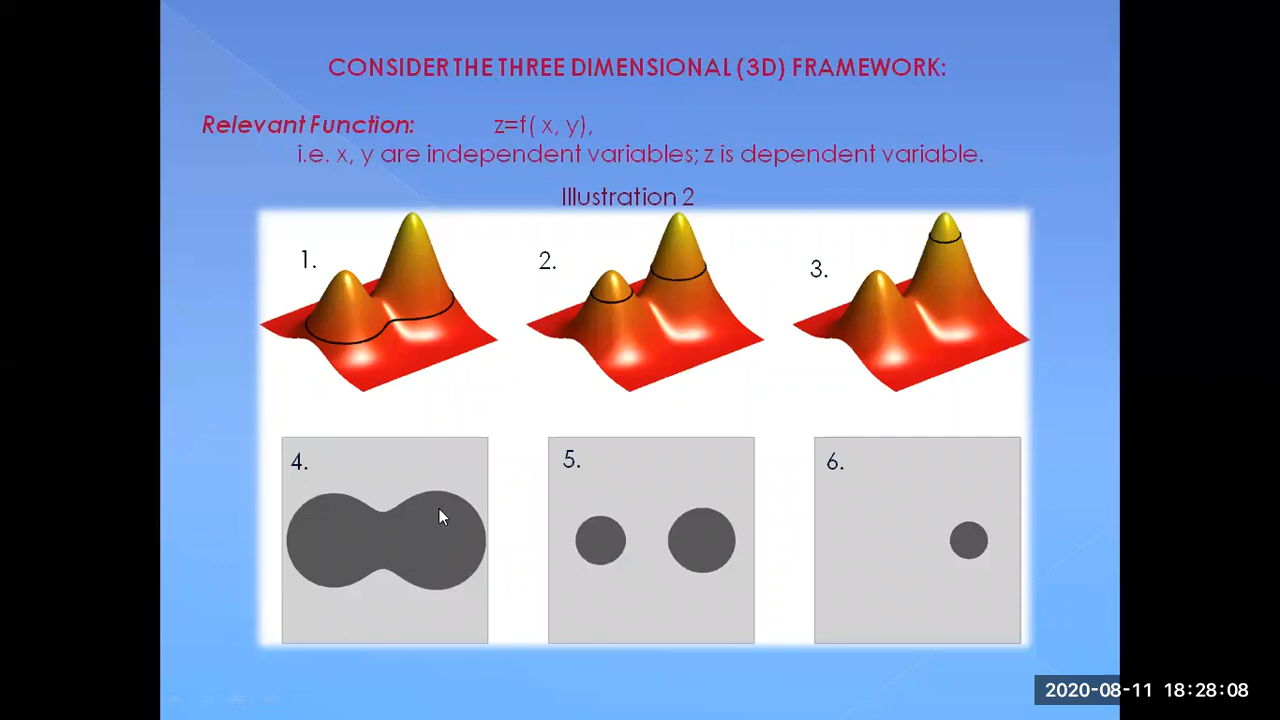 CONSIDER THE THREE DIMENSIONAL (3D) FRAMEWORK:
Relevant Function: z=f( x, y),
i.e. x, y are independent variables; z is dependent variable.
Illustration 2
1. 2. 3.
4. 5. 6.
2020-08-11 18:28:08